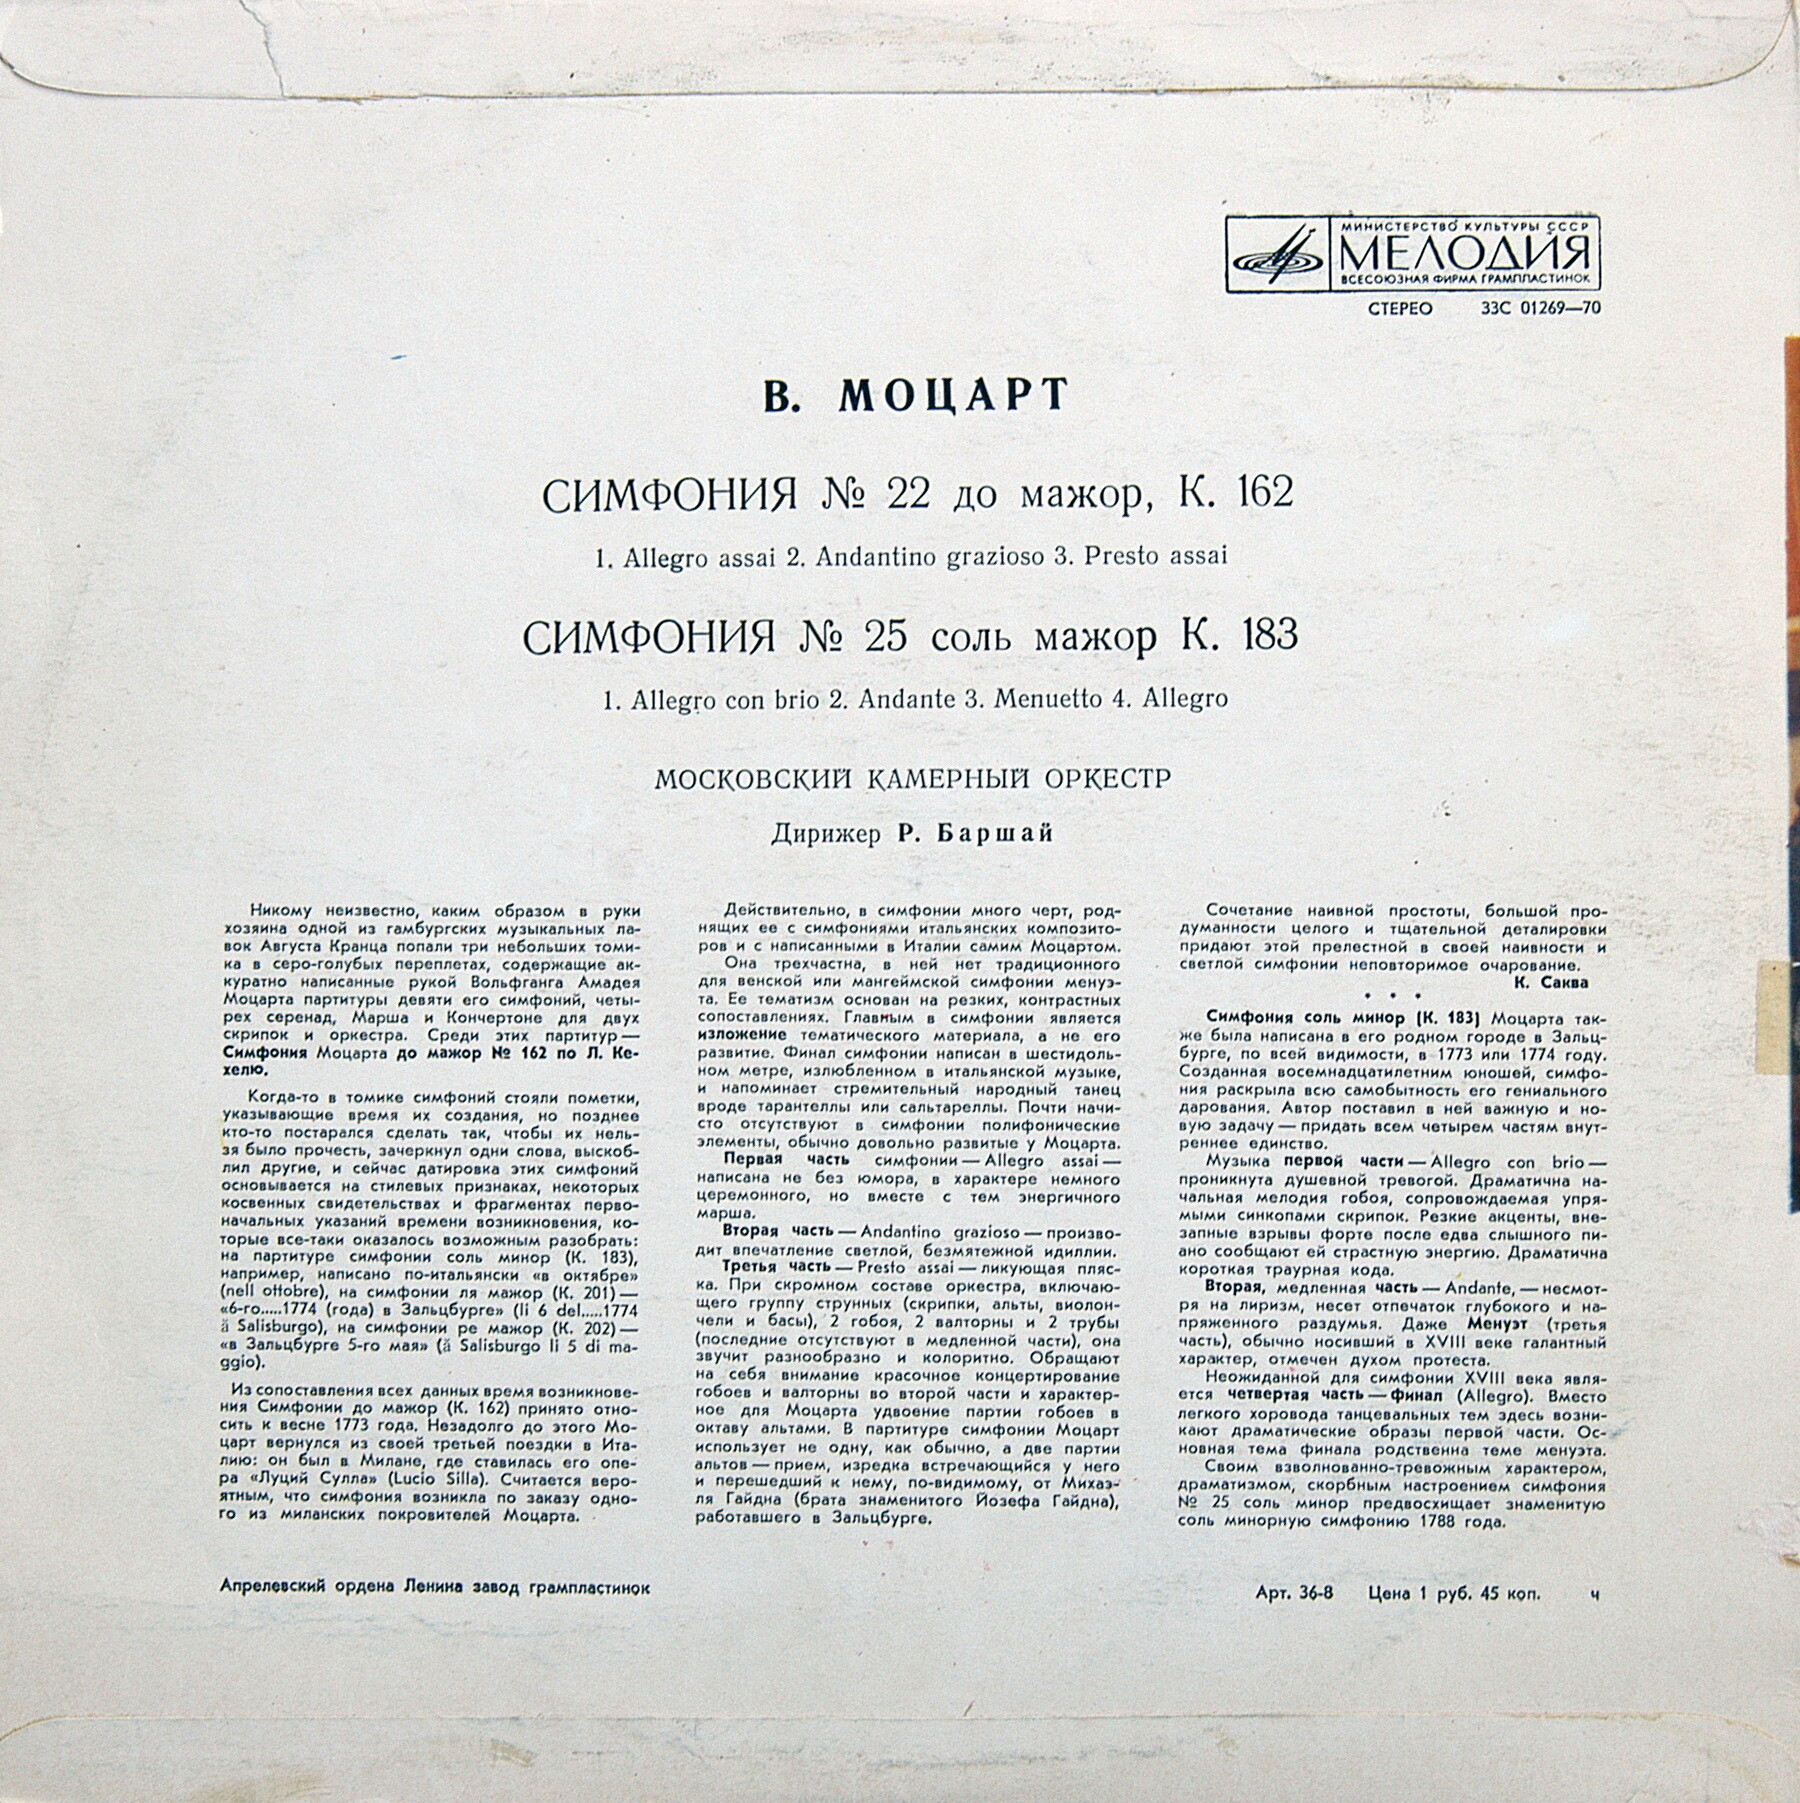 МИНИСТЕРСТВО КУЛЬТУРЫ СССР
МЕЛОДИЯ
ВСЕСОЮЗНАЯ ФИРМА ГРАМПЛАСТИНОК
СТЕРЕО 33С 01269—70
В. МОЦАРТ
СИМФОНИЯ № 22 до мажор, К. 162
1. Allegro assai 2. Andantino grazioso 3. Presto assai
СИМФОНИЯ № 25 соль мажор К. 183
1. Allegro con brio 2. Andante 3. Menuetto 4. Allegro
МОСКОВСКИЙ КАМЕРНЫЙ ОРКЕСТР
Дирижер Р. Баршай
Никому неизвестно, каким образом в руки
хозяина одной из гамбургских музыкальных ла-
вок Августа Кранца попали три небольших томи-
ка в серо-голубых переплетах, содержащие ак-
куратно написанные рукой Вольфганга Амадея
Моцарта партитуры девяти его симфоний, четы-
рех серенад, Марша и Кончертоне для двух
скрипок и оркестра. Среди этих партитур —
Симфония Моцарта до мажор № 162 по Л. Ке-
хелю.
Когда-то в томике симфоний стояли пометки,
указывающие время их создания, но позднее
кто-то постарался сделать так, чтобы их нель-
зя было прочесть, зачеркнул одни слова, выскоб-
лил другие, и сейчас датировка этих симфоний
основывается на стилевых признаках, некоторых
косвенных свидетельствах и фрагментах перво-
начальных указаний времени возникновения, ко-
торые все-таки оказалось возможным разобрать:
на партитуре симфонии соль минор (К. 183),
например, написано по-итальянски «в октябре»
(nell ottobre), на симфонии ля мажор (К. 201) —
«6-го.....1774 (года) в Зальцбурге» (li 6 del.....1774
ä Salisburgo), на симфонии ре мажор (К. 202) —
«в Зальцбурге 5-го мая» (ä Salisburgo li 5 di ma-
ggio).
Из сопоставления всех данных время возникнове-
ния Симфонии до мажор (К. 162) принято отно-
сить к весне 1773 года. Незадолго до этого Мо-
царт вернулся из своей третьей поездки в Ита-
лию: он был в Милане, где ставилась его опе-
ра «Луций Сулла» (Lucio Silla). Считается веро-
ятным, что симфония возникла по заказу одно-
го из миланских покровителей Моцарта.
Действительно, в симфонии много черт, род-
нящих ее с симфониями итальянских композито-
ров и с написанными в Италии самим Моцартом.
Она трехчастна, в ней нет традиционного
для венской или мангеймской симфонии менуэ-
та. Ее тематизм основан на резких, контрастных
сопоставлениях. Главным в симфонии является
изложение тематического материала, а не его
развитие. Финал симфонии написан в шестидоль-
ном метре, излюбленном в итальянской музыке,
и напоминает стремительный народный танец
вроде тарантеллы или сальтареллы. Почти начи-
сто отсутствуют в симфонии полифонические
элементы, обычно довольно развитые у Моцарта.
Первая часть симфонии — Allegro assai —
написана не без юмора, в характере немного
церемонного, но вместе с тем энергичного
марша.
Вторая часть — Andantino grazioso — произво-
дит впечатление светлой, безмятежной идиллии.
Третья часть — Presto assai — ликующая пляс-
ка. При скромном составе оркестра, включаю-
щего группу струнных (скрипки, альты, виолон-
чели и басы), 2 гобоя, 2 валторны и 2 трубы
(последние отсутствуют в медленной части), она
звучит разнообразно и колоритно. Обращают
на себя внимание красочное концертирование
гобоев и валторны во второй части и характер-
ное для Моцарта удвоение партии гобоев в
октаву альтами. В партитуре симфонии Моцарт
использует не одну, как обычно, а две партии
альтов — прием, изредка встречающийся у него
и перешедший к нему, по-видимому, от Михаэ-
ля Гайдна (брата знаменитого Йозефа Гайдна),
работавшего в Зальцбурге.
Сочетание наивной простоты, большой про-
думанности целого и тщательной деталировки
придают этой прелестной в своей наивности и
светлой симфонии неповторимое очарование.
К. Саква
• • •
Симфония соль минор (К. 183) Моцарта так-
же была написана в его родном городе в Зальц-
бурге, по всей видимости, в 1773 или 1774 году.
Созданная восемнадцатилетним юношей, симфо-
ния раскрыла всю самобытность его гениального
дарования. Автор поставил в ней важную и но-
вую задачу — придать всем четырем частям внут-
реннее единство.
Музыка первой части — Allegro con brio —
проникнута душевной тревогой. Драматична на-
чальная мелодия гобоя, сопровождаемая упря-
мыми синкопами скрипок. Резкие акценты, вне-
запные взрывы форте после едва слышного пи-
ано сообщают ей страстную энергию. Драматична
короткая траурная кода.
Вторая, медленная часть — Andante, — несмот-
ря на лиризм, несет отпечаток глубокого и на-
пряженного раздумья. Даже Менуэт (третья
часть), обычно носивший в XVIII веке галантный
характер, отмечен духом протеста.
Неожиданной для симфонии XVIII века явля-
ется четвертая часть — финал (Allegro). Вместо
легкого хоровода танцевальных тем здесь возни-
кают драматические образы первой части. Ос-
новная тема финала родственна теме менуэта.
Своим взволнованно-тревожным характером,
драматизмом, скорбным настроением симфония
№ 25 соль минор предвосхищает знаменитую
соль минорную симфонию 1788 года.
Апрелевский ордена Ленина завод грампластинок
Арт. 36-8 Цена 1 руб. 45 коп. ч